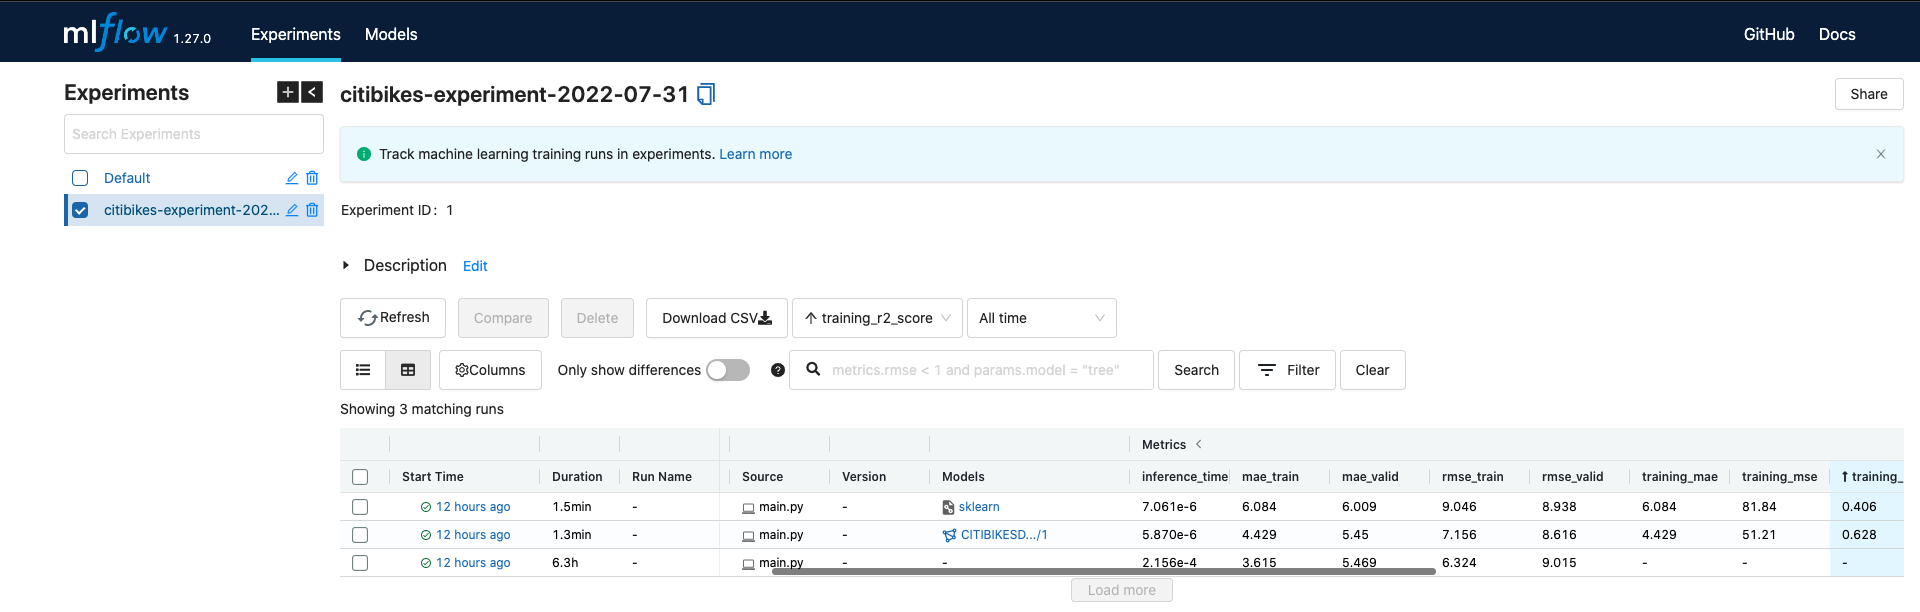 mlflow 1.27.0 Experiments Models GitHub Docs
Experiments + <
citibikes-experiment-2022-07-31
Share
Search Experiments
Track machine learning training runs in experiments. Learn more
Default
citibikes-experiment-202...
Experiment ID: 1
Description Edit
Refresh Compare Delete Download CSV training_r2_score All time
Columns Only show differences ? metrics.rmse < 1 and params.model = "tree" Search Filter Clear
Showing 3 matching runs
Metrics <
Start Time Duration Run Name Source Version Models inference_time mae_train mae_valid rmse_train rmse_valid training_mae training_mse ↑ training_
12 hours ago 1.5min - main.py - sklearn 7.061e-6 6.084 6.009 9.046 8.938 6.084 81.84 0.406
12 hours ago 1.3min - main.py - CITIBIKESD.../1 5.870e-6 4.429 5.45 7.156 8.616 4.429 51.21 0.628
12 hours ago 6.3h - main.py - - 2.156e-4 3.615 5.469 6.324 9.015 - - -
Load more